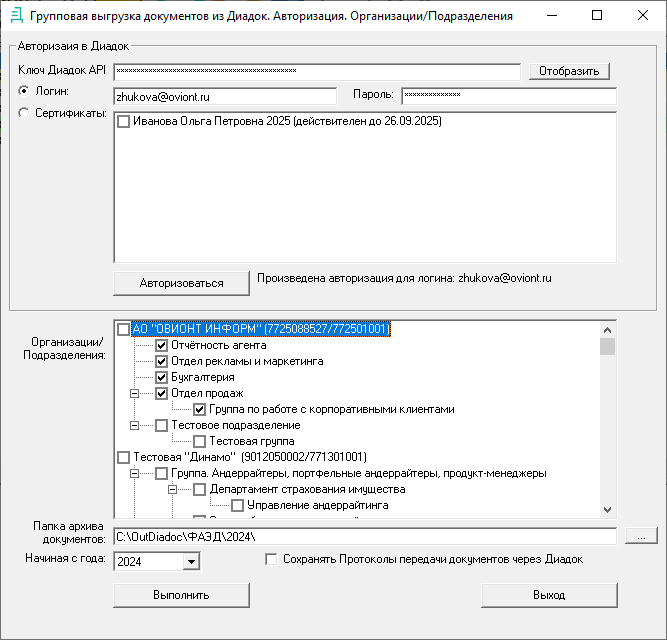 Групповая выгрузка документов из Диадок. Авторизация. Организации/Подразделения
Авторизаия в Диадок
Ключ Диадок API
Отобразить
Логин:
zhukova@oviont.ru
Пароль:
Сертификаты:
Иванова Ольга Петровна 2025 (действителен до 26.09.2025)
Авторизоваться
Произведена авторизация для логина: zhukova@oviont.ru
Организации/
Подразделения:
АО "ОВИОНТ ИНФОРМ" (7725088527/772501001)
Отчётность агента
Отдел рекламы и маркетинга
Бухгалтерия
Отдел продаж
Группа по работе с корпоративными клиентами
Тестовое подразделение
Тестовая группа
Тестовая "Динамо" (9012050002/771301001)
Группа. Андеррайтеры, портфельные андеррайтеры, продукт-менеджеры
Департамент страхования имущества
Управление андеррайтинга
Папка архива
документов:
C:\OutDiadoc\ФАЭД\2024\
...
Начиная с года:
2024
Сохранять Протоколы передачи документов через Диадок
Выполнить
Выход